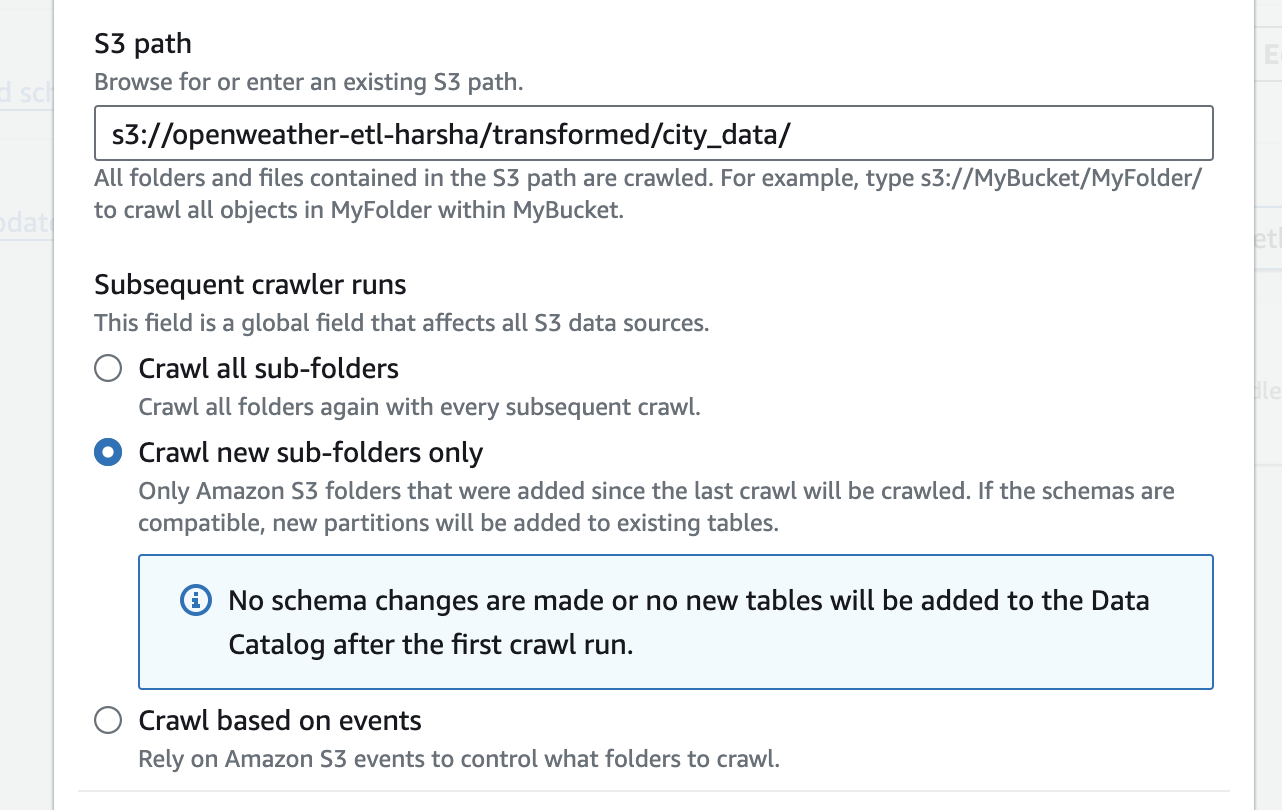 S3 path
Browse for or enter an existing S3 path.
s3://openweather-etl-harsha/transformed/city_data/
All folders and files contained in the S3 path are crawled. For example, type s3://MyBucket/MyFolder/
to crawl all objects in MyFolder within MyBucket.
Subsequent crawler runs
This field is a global field that affects all S3 data sources.
Crawl all sub-folders
Crawl all folders again with every subsequent crawl.
Crawl new sub-folders only
Only Amazon S3 folders that were added since the last crawl will be crawled. If the schemas are
compatible, new partitions will be added to existing tables.
No schema changes are made or no new tables will be added to the Data
Catalog after the first crawl run.
Crawl based on events
Rely on Amazon S3 events to control what folders to crawl.